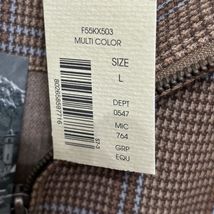 F55KX503
MULTI COLOR
SIZE
L
DEPT
0547
MIC
764
GRP
EQU